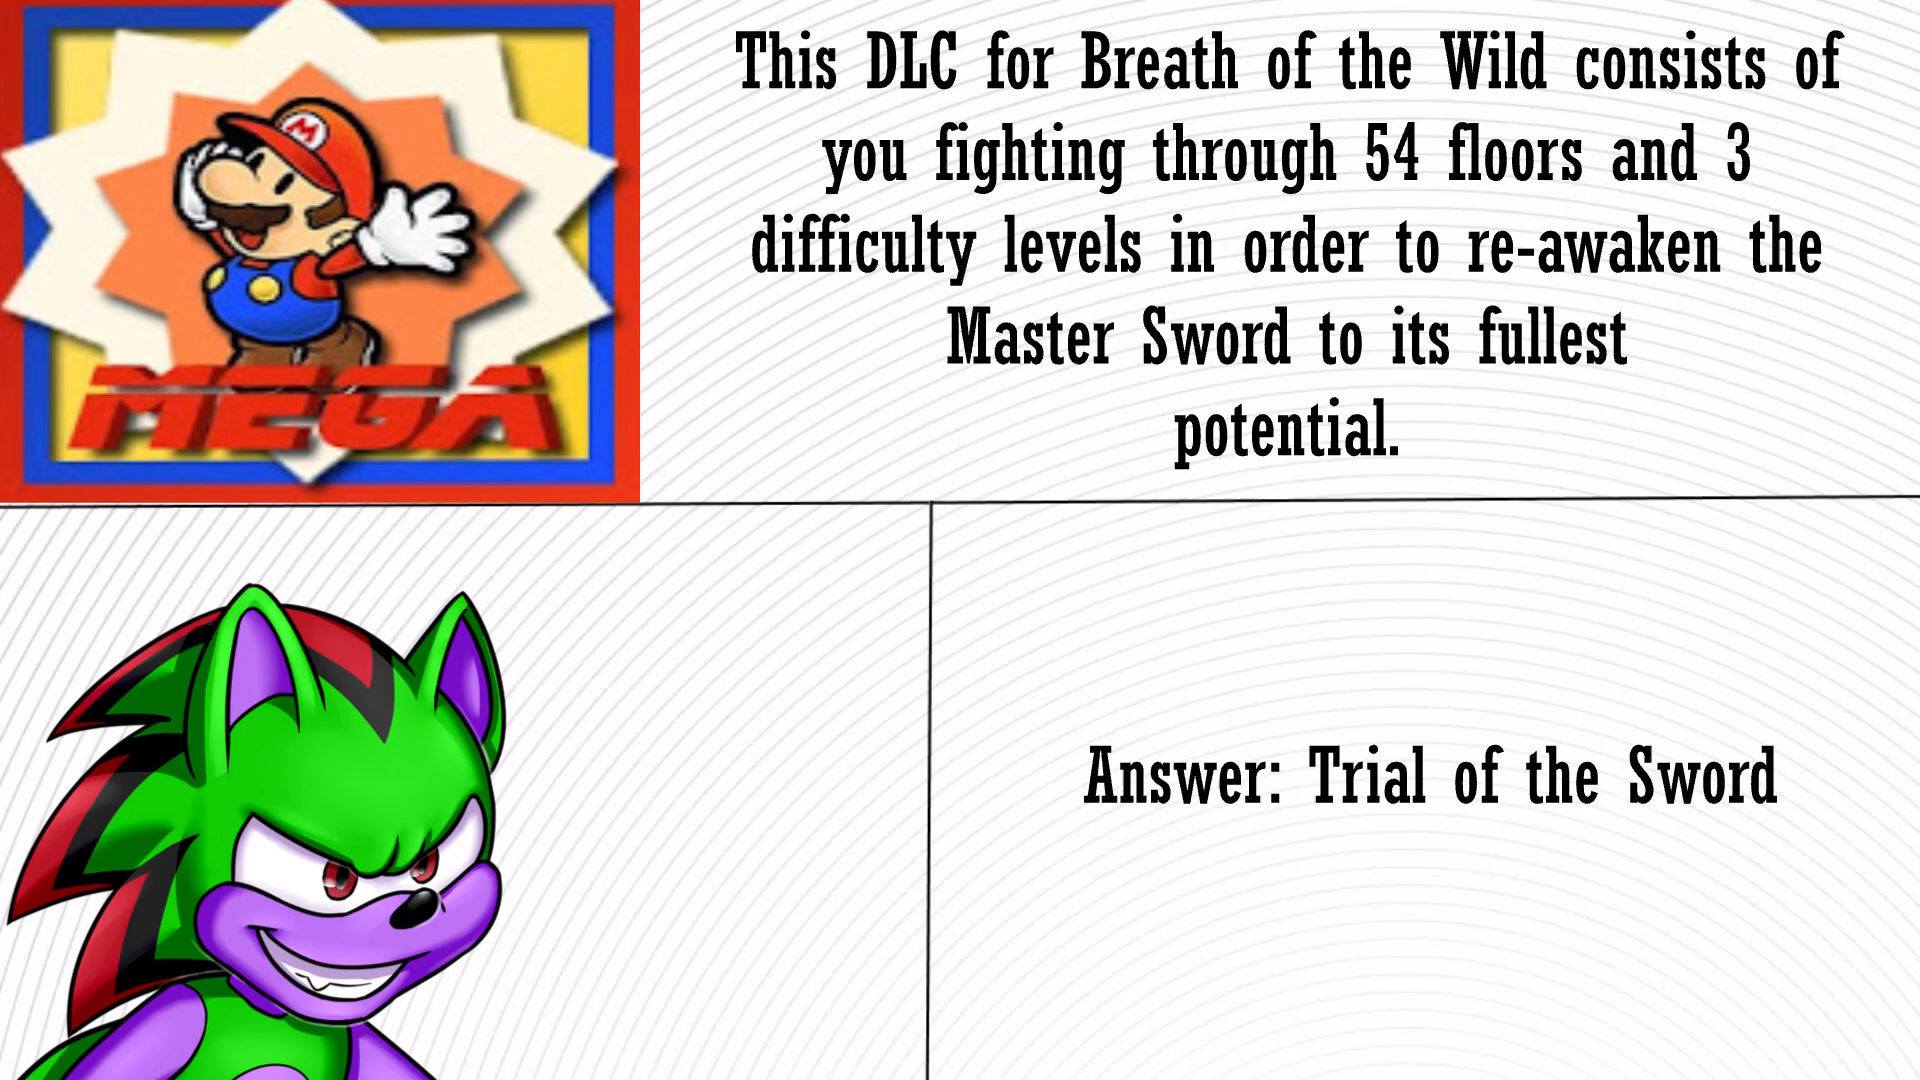 M
MEGA
This DLC for Breath of the Wild consists of
you fighting through 54 floors and 3
difficulty levels in order to re-awaken the
Master Sword to its fullest
potential.
Answer: Trial of the Sword